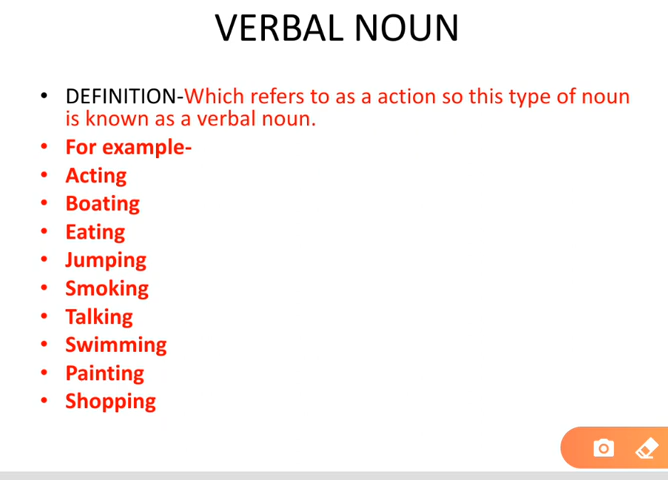 VERBAL NOUN
• DEFINITION-Which refers to as a action so this type of noun
is known as a verbal noun.
• For example-
• Acting
• Boating
• Eating
• Jumping
• Smoking
• Talking
• Swimming
• Painting
• Shopping